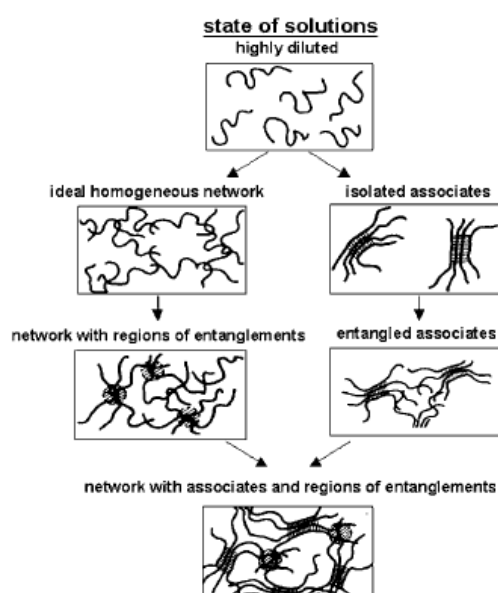 state of solutions
highly diluted
ideal homogeneous network
isolated associates
network with regions of entanglements
entangled associates
network with associates and regions of entanglements